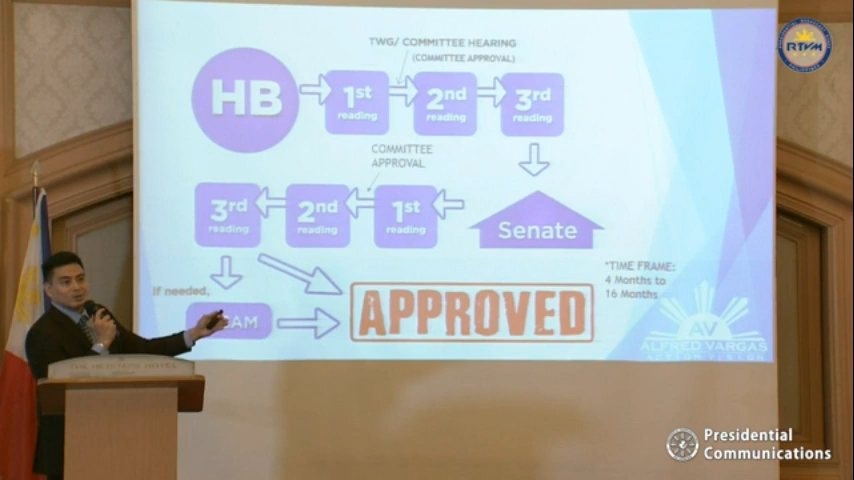 TWG/ COMMITTEE HEARING
(COMMITTEE APPROVAL)
HB
1st
reading
2nd
reading
3rd
reading
COMMITTEE
APPROVAL
3rd
reading
2nd
reading
1st
reading
Senate
*TIME FRAME:
4 Months to
16 Months
If needed,
APPROVED
AV
ALFRED VARGAS
RTVM
Presidential
Communications